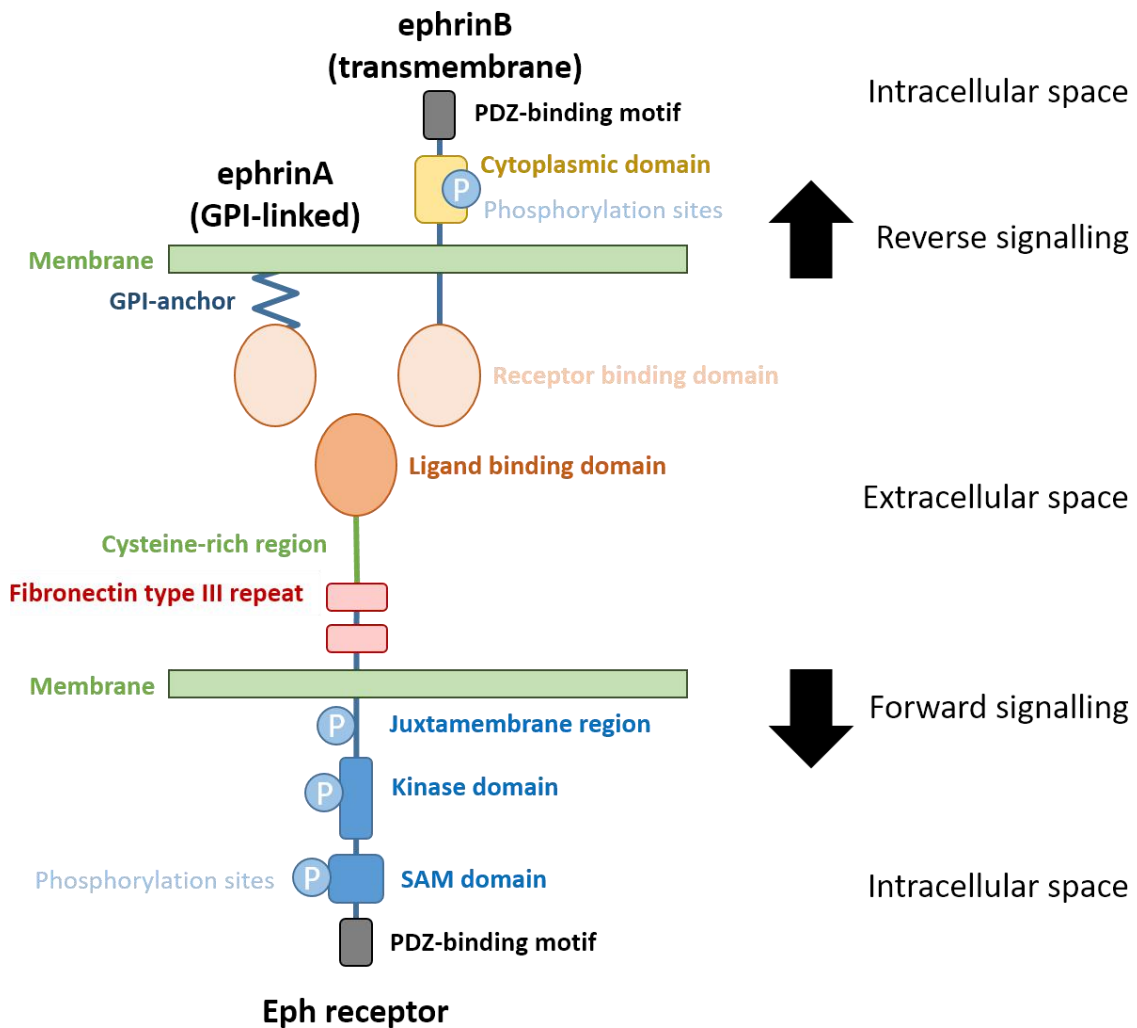 ephrinB
(transmembrane)
Intracellular space
PDZ-binding motif
Cytoplasmic domain
P
Phosphorylation sites
ephrinA
(GPI-linked)
Reverse signalling
Membrane
GPI-anchor
Receptor binding domain
Ligand binding domain
Extracellular space
Cysteine-rich region
Fibronectin type III repeat
Membrane
Forward signalling
P
Juxtamembrane region
P
Kinase domain
Phosphorylation sites
P
SAM domain
Intracellular space
PDZ-binding motif
Eph receptor